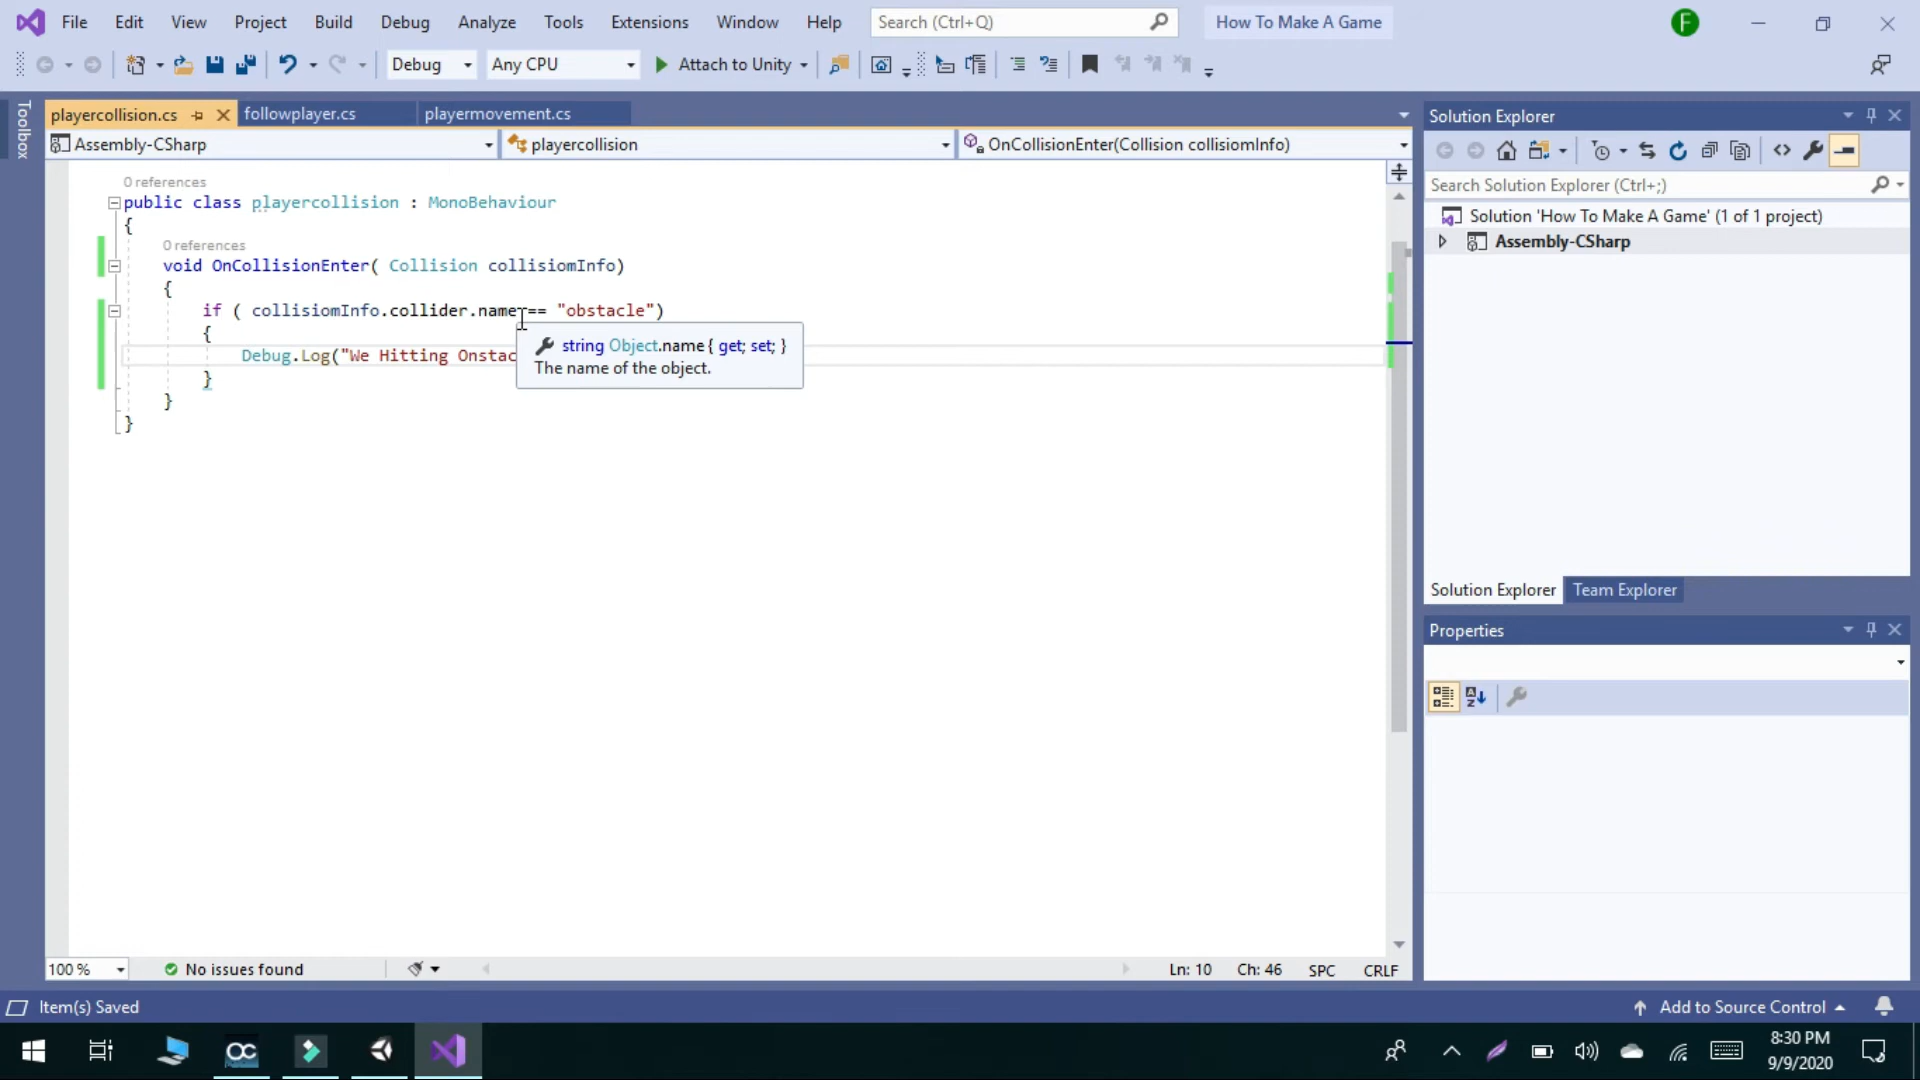 File Edit View Project Build Debug Analyze Tools Extensions Window Help Search (Ctrl+Q) How To Make A Game F
Debug Any CPU Attach to Unity
Toolbox
playercollision.cs followplayer.cs playermovement.cs
Assembly-CSharp playercollision OnCollisionEnter(Collision collisiomInfo)
0 references
public class playercollision : MonoBehaviour
{
0 references
void OnCollisionEnter( Collision collisiomInfo)
{
if ( collisiomInfo.collider.name == "obstacle")
{
Debug.Log("We Hitting Onstac
string Object.name { get; set; }
The name of the object.
}
}
}
100 % No issues found Ln: 10 Ch: 46 SPC CRLF
Solution Explorer
Search Solution Explorer (Ctrl+;)
Solution 'How To Make A Game' (1 of 1 project)
Assembly-CSharp
Solution Explorer Team Explorer
Properties
Item(s) Saved Add to Source Control
8:30 PM
9/9/2020